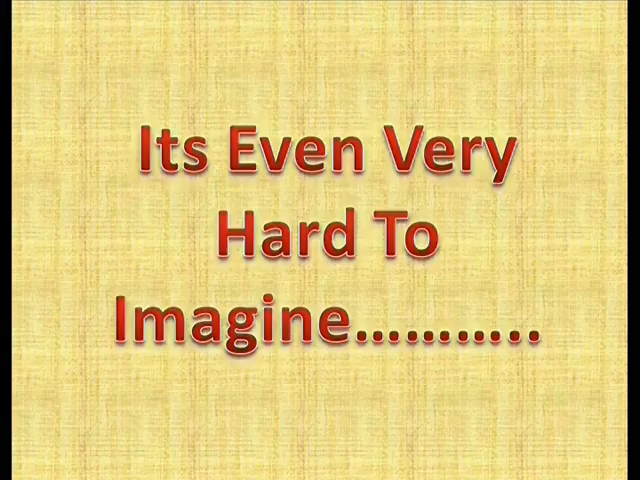 Its Even Very
Hard To
Imagine………..